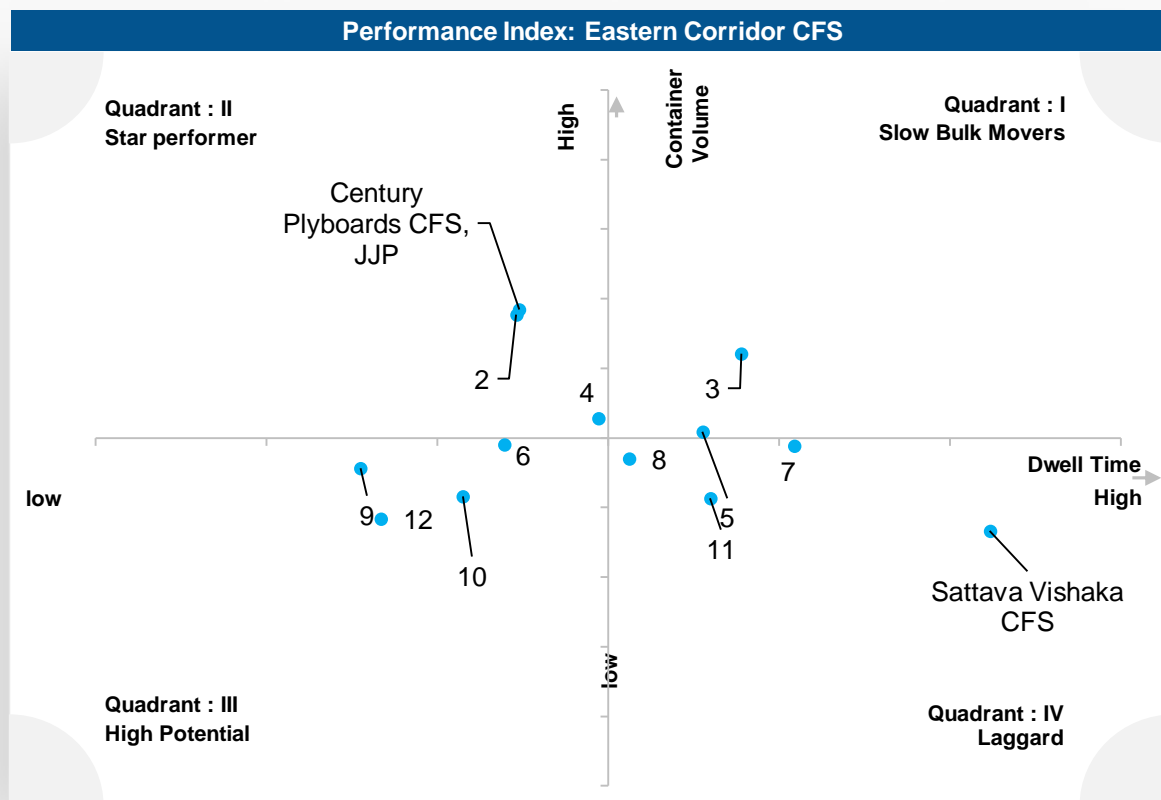 Performance Index: Eastern Corridor CFS
Quadrant : II
Star performer
High
Container
Volume
Quadrant : I
Slow Bulk Movers
Century
Plyboards CFS,
JJP
2
3
4
6
8
7
Dwell Time
High
low
9
12
10
5
11
Sattava Vishaka
CFS
low
Quadrant : III
High Potential
Quadrant : IV
Laggard